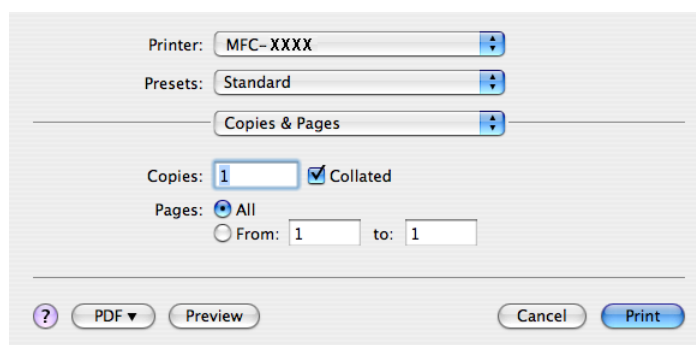 Printer: MFC-XXXX
Presets: Standard
Copies & Pages
Copies: 1 Collated
Pages: All
From: 1 to: 1
? PDF▼ Preview Cancel Print